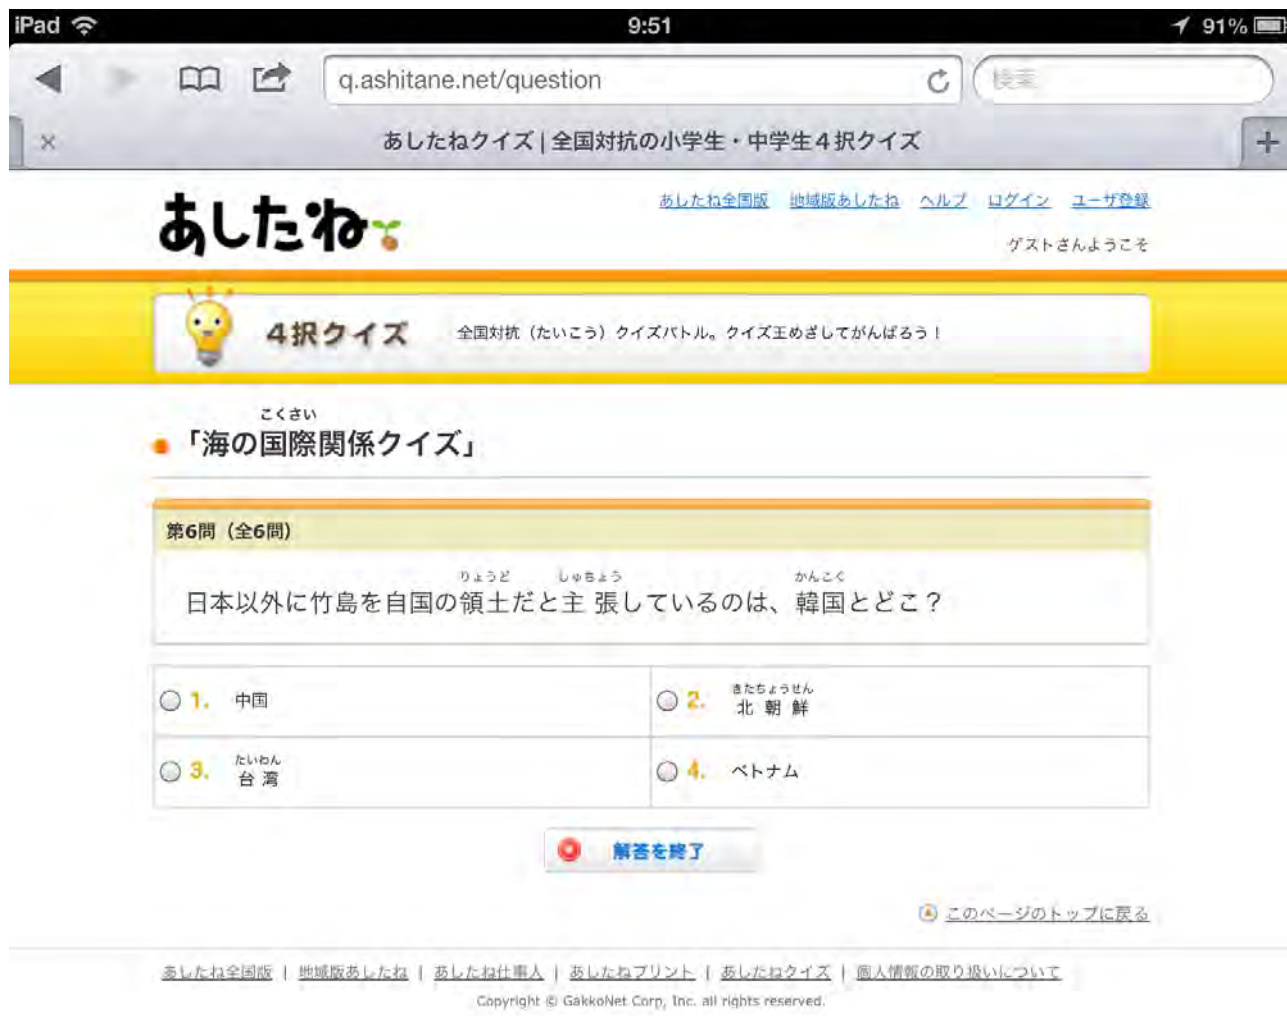 iPad 9:51 91%
q.ashitane.net/question 検索
あしたねクイズ | 全国対抗の小学生・中学生４択クイズ
あしたね
あしたね全国版 地域版あしたね ヘルプ ログイン ユーザ登録
ゲストさんようこそ
4択クイズ 全国対抗（たいこう）クイズバトル。クイズ王めざしてがんばろう！
こくさい
「海の国際関係クイズ」
第6問（全6問）
りょうど しゅちょう かんこく
日本以外に竹島を自国の領土だと主張しているのは、韓国とどこ？
1. 中国
きたちょうせん
2. 北朝鮮
たいわん
3. 台湾
4. ベトナム
解答を終了
このページのトップに戻る
あしたね全国版 | 地域版あしたね | あしたね仕事人 | あしたねプリント | あしたねクイズ | 個人情報の取り扱いについて
Copyright © GakkoNet Corp, Inc. all rights reserved.